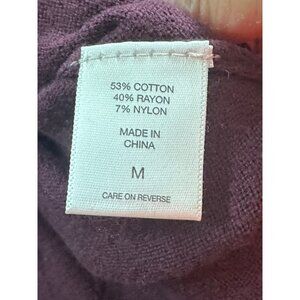 53% COTTON
40% RAYON
7% NYLON
MADE IN
CHINA
M
CARE ON REVERSE